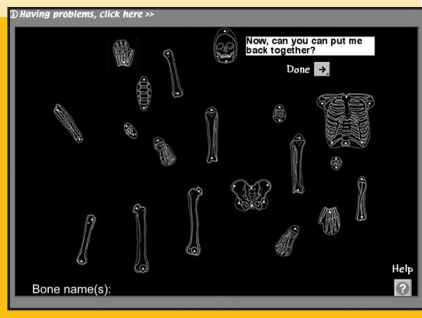 Having problems, click here >>
Now, can you can put me
back together?
Done
Help
?
Bone name(s):